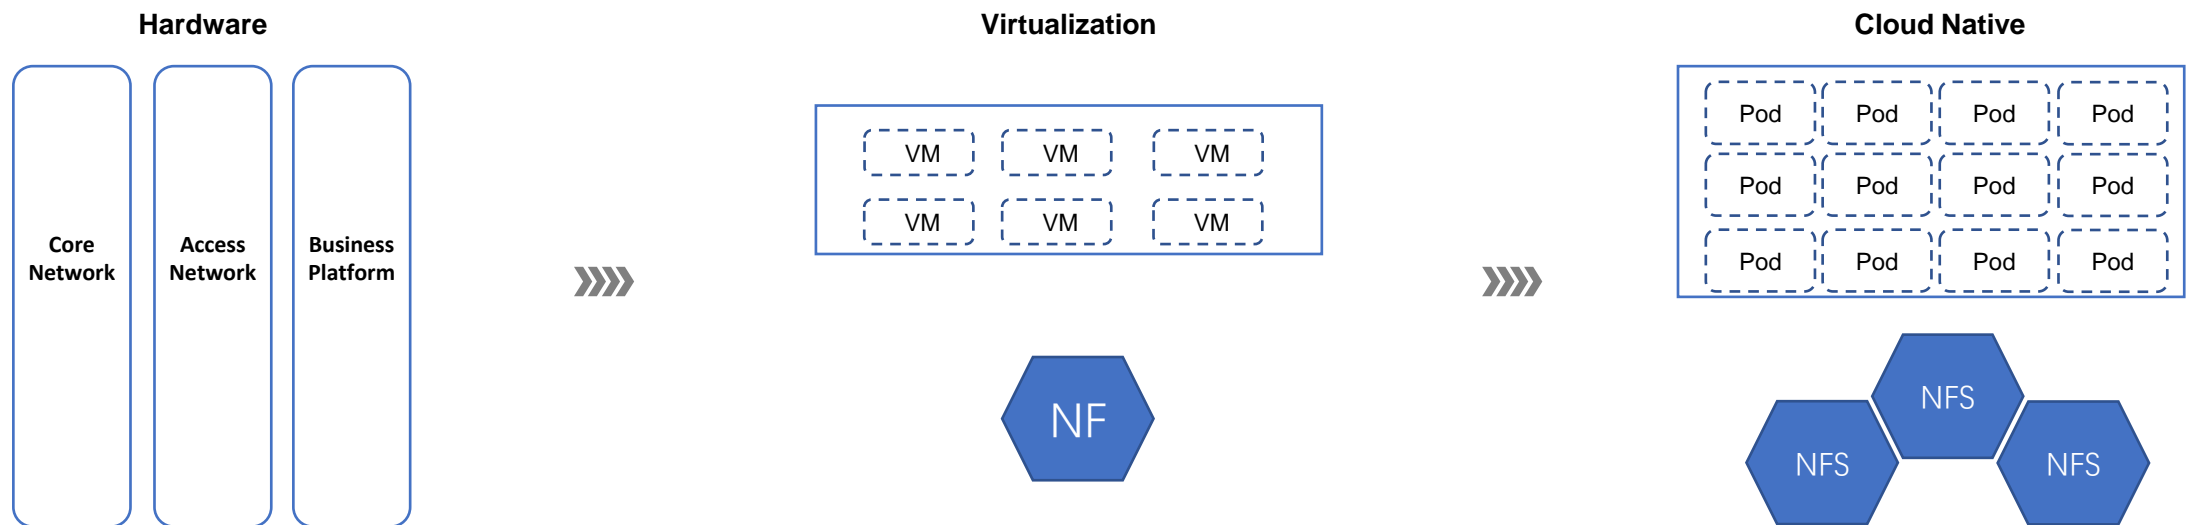 Hardware
Virtualization
Cloud Native
Core
Network
Access
Network
Business
Platform
VM VM VM
VM VM VM
NF
Pod Pod Pod Pod
Pod Pod Pod Pod
Pod Pod Pod Pod
NFS
NFS
NFS